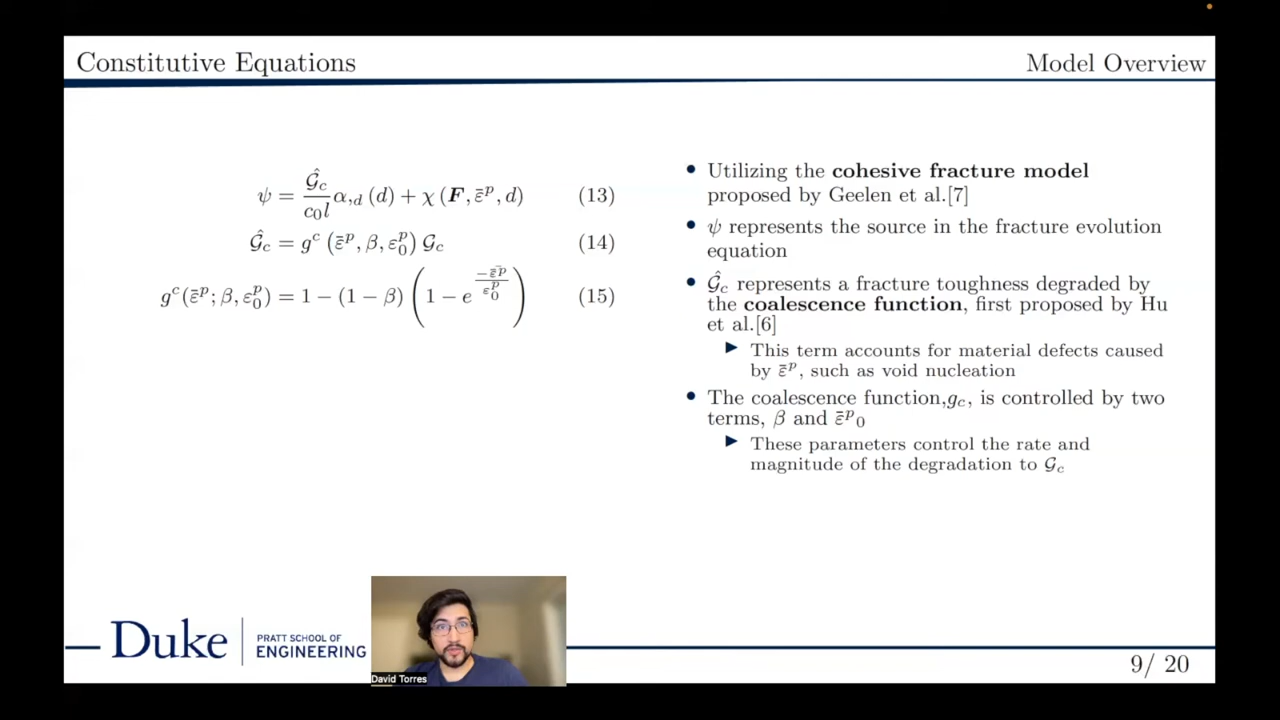 Constitutive Equations
Model Overview
ψ = Ĝc/(c₀l) α,d (d) + χ (F, ε̄ᵖ, d) (13)
Ĝc = gᶜ (ε̄ᵖ, β, ε₀ᵖ) Gc (14)
gᶜ(ε̄ᵖ; β, ε₀ᵖ) = 1 − (1 − β) (1 − e^(−ε̄ᵖ/ε₀ᵖ)) (15)
• Utilizing the cohesive fracture model
proposed by Geelen et al.[7]
• ψ represents the source in the fracture evolution
equation
• Ĝc represents a fracture toughness degraded by
the coalescence function, first proposed by Hu
et al.[6]
▶ This term accounts for material defects caused
by ε̄ᵖ, such as void nucleation
• The coalescence function,gc, is controlled by two
terms, β and ε̄ᵖ₀
▶ These parameters control the rate and
magnitude of the degradation to Gc
Duke
PRATT SCHOOL OF
ENGINEERING
David Torres
9/ 20